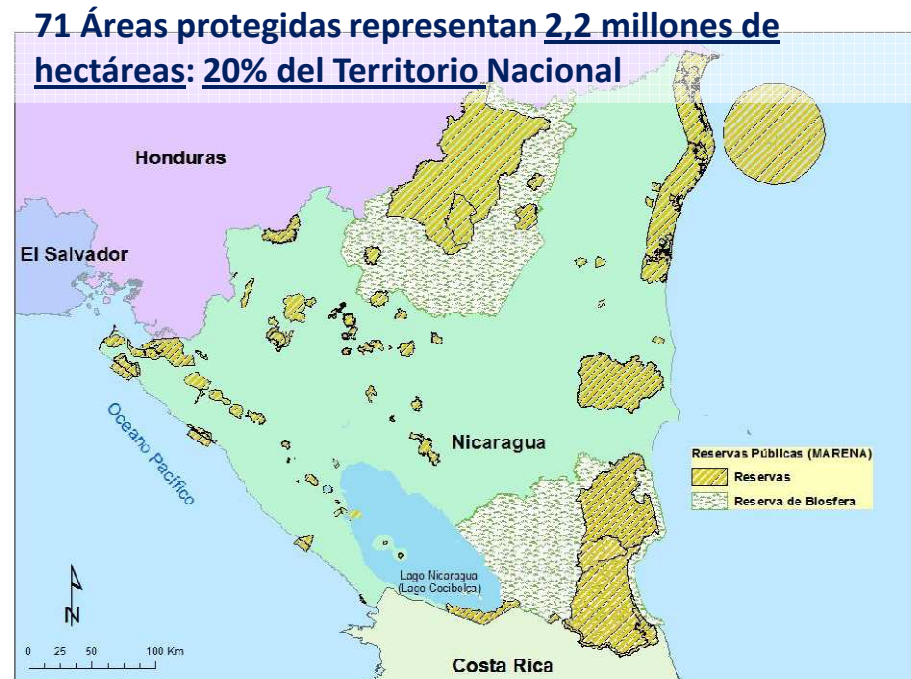 71 Áreas protegidas representan 2,2 millones de
hectáreas: 20% del Territorio Nacional
Honduras
El Salvador
Oceano Pacífico
Nicaragua
Reservas Públicas (MARENA)
Reservas
Reserva de Biosfera
Lago Nicaragua
(Lago Cocibolca)
N
0 25 50 100 Km
Costa Rica